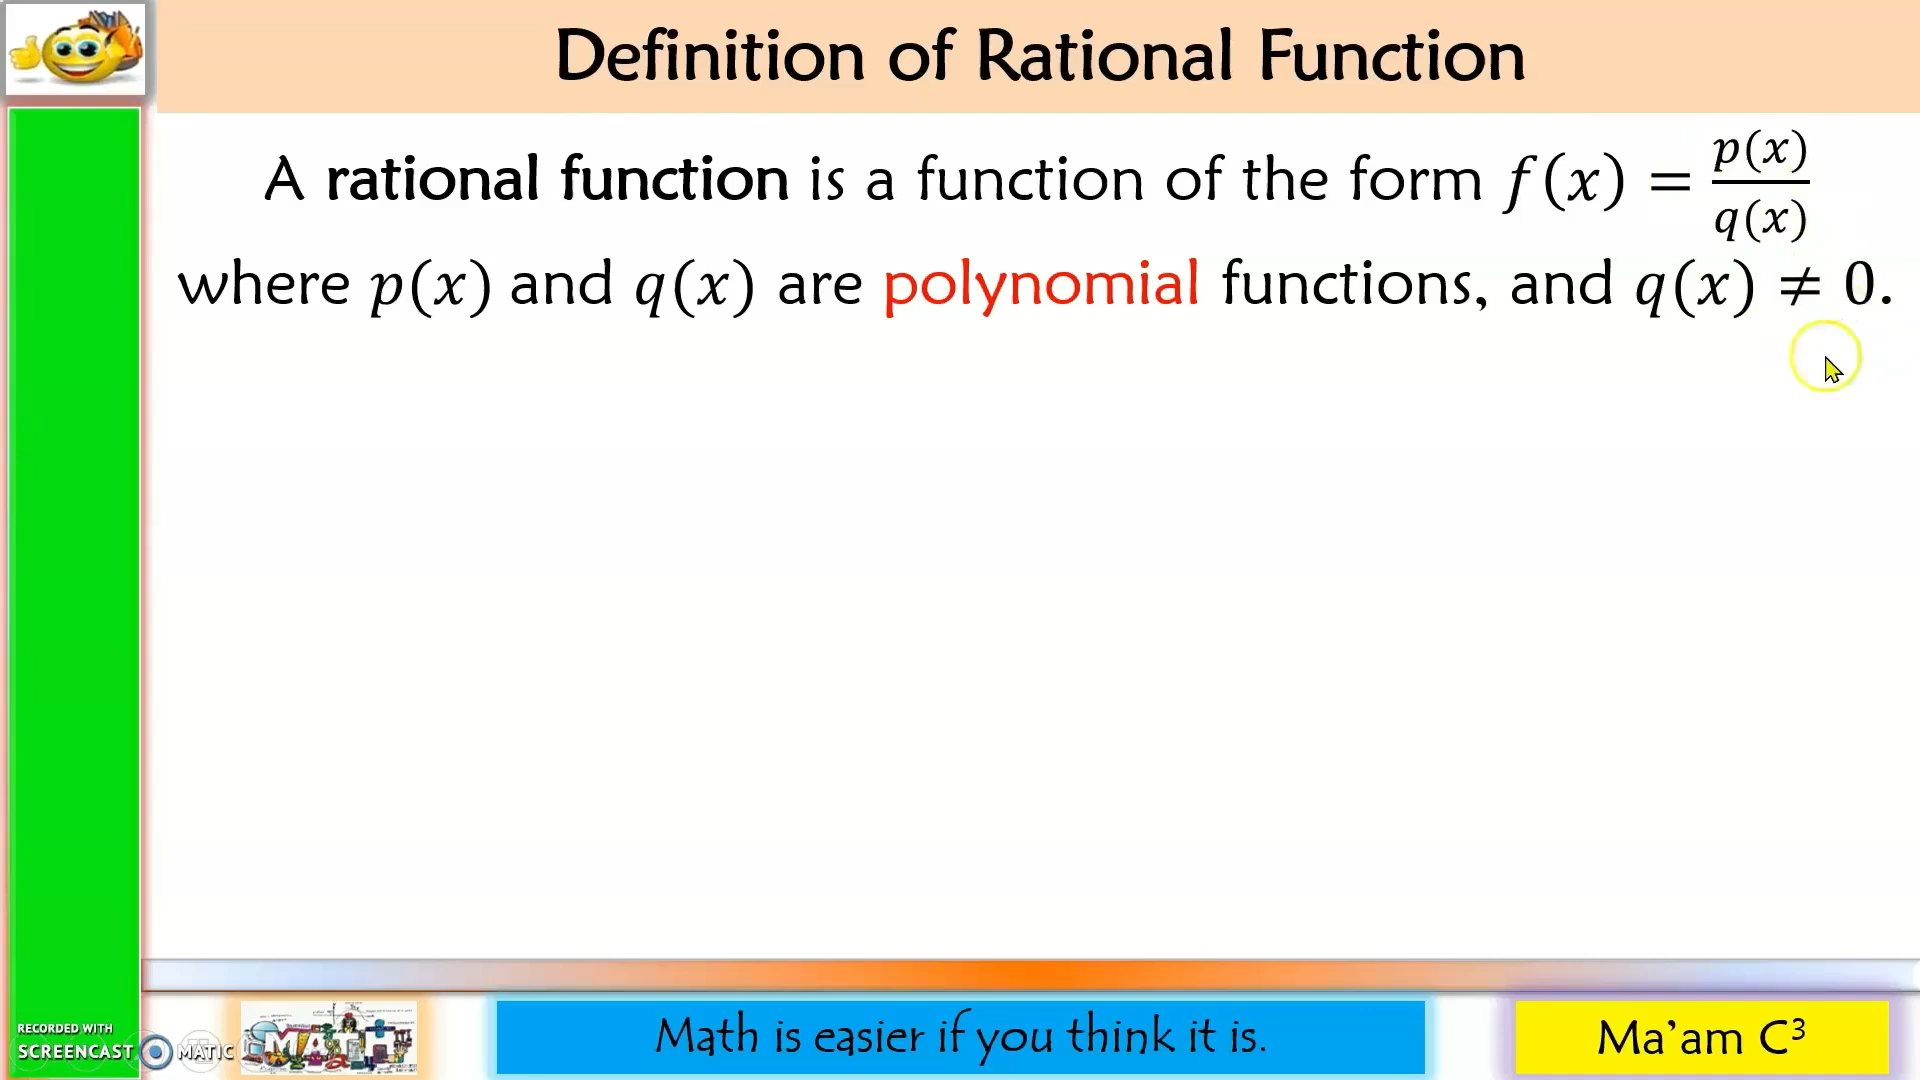 Definition of Rational Function
A rational function is a function of the form f(x) = p(x)/q(x)
where p(x) and q(x) are polynomial functions, and q(x) ≠ 0.
RECORDED WITH
SCREENCAST MATIC
MATH
Math is easier if you think it is.
Ma’am C³